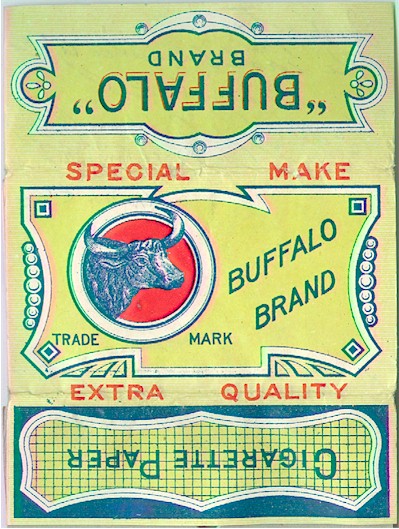 "BUFFALO"
BRAND
SPECIAL MAKE
BUFFALO
BRAND
TRADE MARK
EXTRA QUALITY
CIGARETTE PAPER